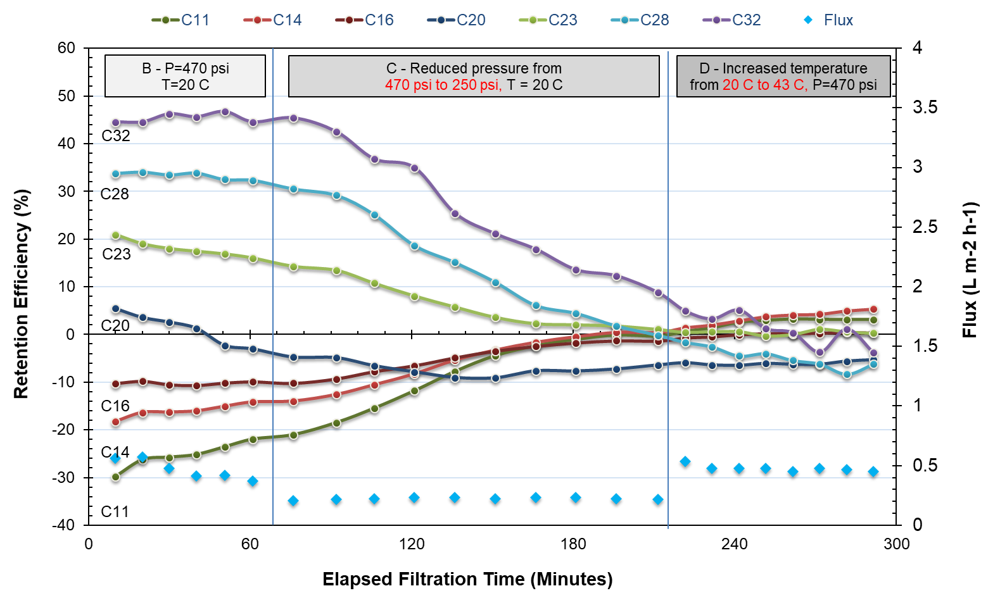 C11 C14 C16 C20 C23 C28 C32 Flux
60
50
40
30
20
10
0
-10
-20
-30
-40
Retention Efficiency (%)
B - P=470 psi
T=20 C
C - Reduced pressure from
470 psi to 250 psi, T = 20 C
D - Increased temperature
from 20 C to 43 C, P=470 psi
C32
C28
C23
C20
C16
C14
C11
4
3.5
3
2.5
2
1.5
1
0.5
0
Flux (L m-2 h-1)
0 60 120 180 240 300
Elapsed Filtration Time (Minutes)